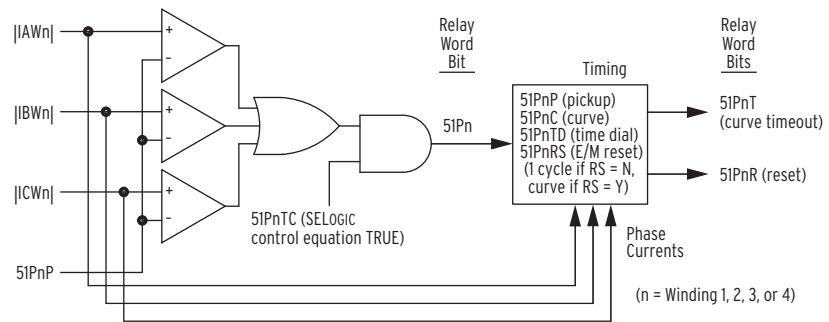 |IAWn|
|IBWn|
|ICWn|
51PnP
+
–
+
–
+
–
51PnTC (SELOGIC
control equation TRUE)
Relay
Word
Bit
51Pn
Timing
51PnP (pickup)
51PnC (curve)
51PnTD (time dial)
51PnRS (E/M reset)
(1 cycle if RS = N,
curve if RS = Y)
Phase
Currents
Relay
Word
Bits
51PnT
(curve timeout)
51PnR (reset)
(n = Winding 1, 2, 3, or 4)